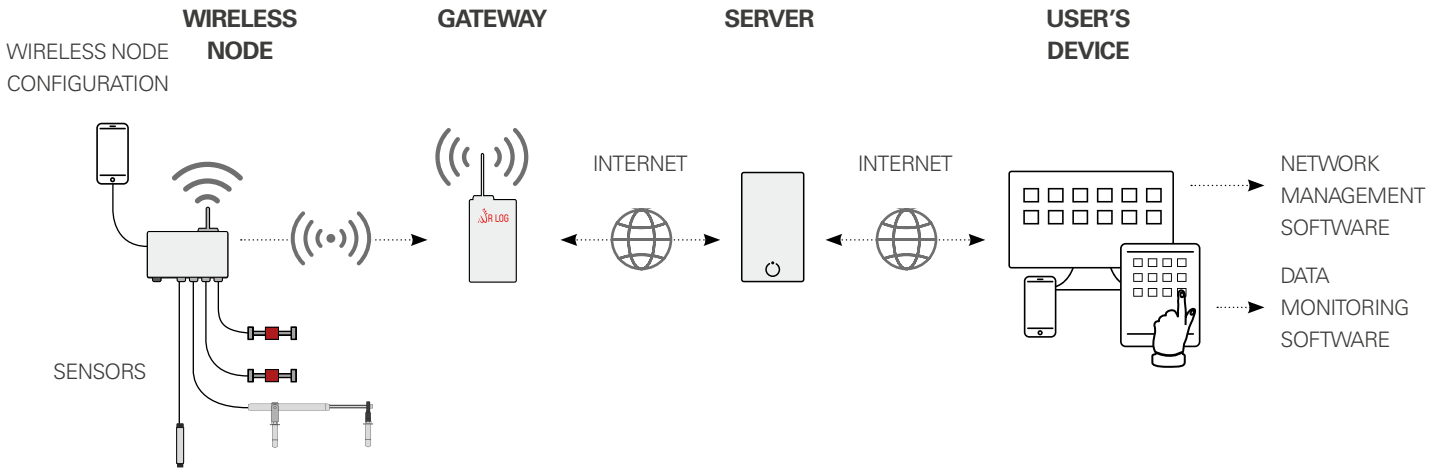 WIRELESS
NODE
GATEWAY
SERVER
USER'S
DEVICE
WIRELESS NODE
CONFIGURATION
R LOG
INTERNET
INTERNET
NETWORK
MANAGEMENT
SOFTWARE
DATA
MONITORING
SOFTWARE
SENSORS